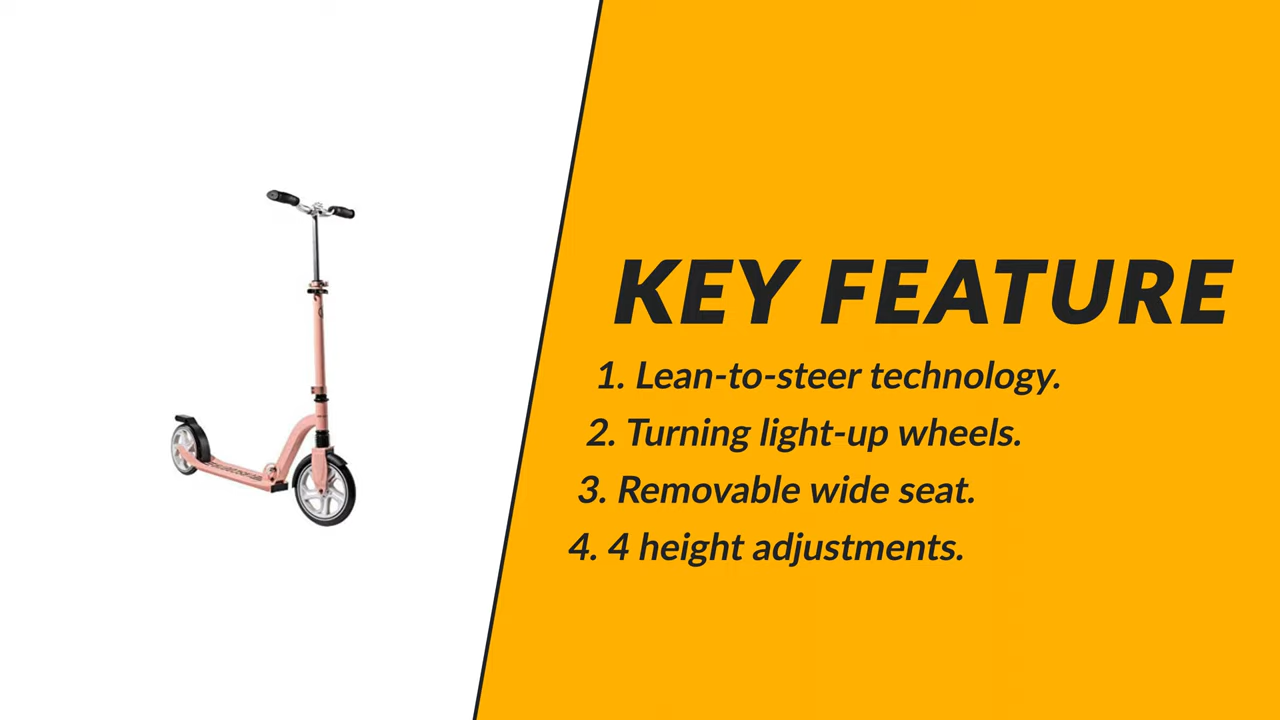 KEY FEATURE
1. Lean-to-steer technology.
2. Turning light-up wheels.
3. Removable wide seat.
4. 4 height adjustments.